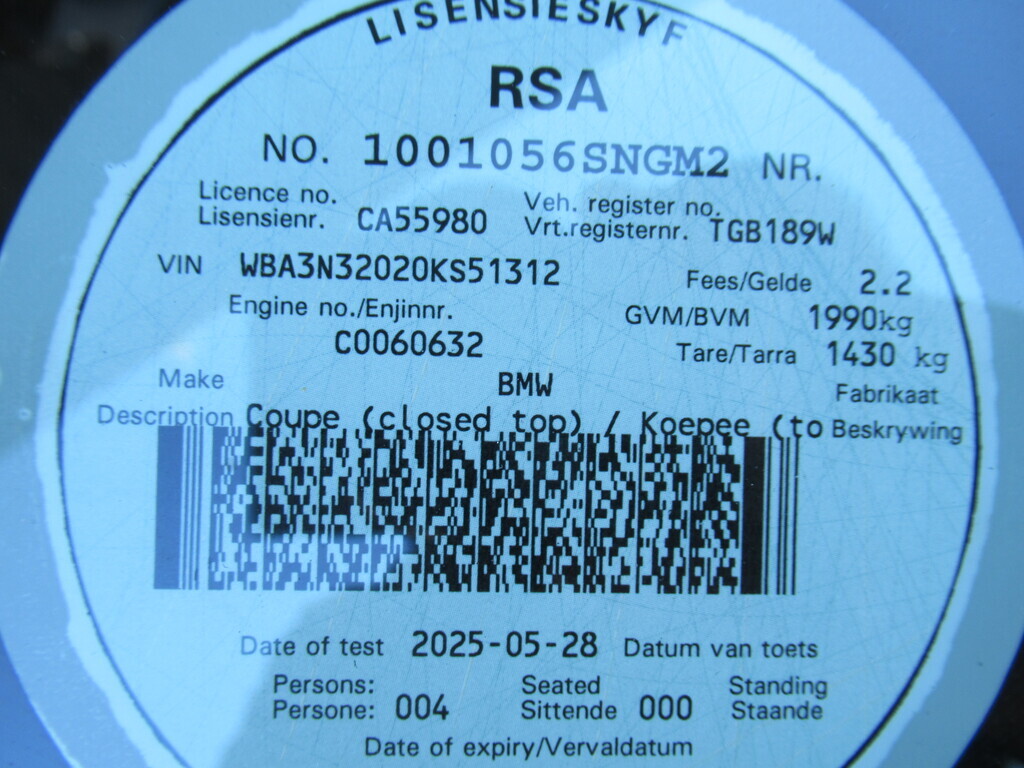 LISENSIESKYF
RSA
NO. 1001056SNGM2 NR.
Licence no.
Lisensienr. CA55980
Veh. register no.
Vrt.registernr. TGB189W
VIN WBA3N32020KS51312
Fees/Gelde 2.2
Engine no./Enjinnr.
C0060632
GVM/BVM 1990kg
Tare/Tarra 1430 kg
Make BMW Fabrikaat
Description Coupe (closed top) / Koepee (to Beskrywing
Date of test 2025-05-28 Datum van toets
Persons: Seated Standing
Persone: 004 Sittende 000 Staande
Date of expiry/Vervaldatum